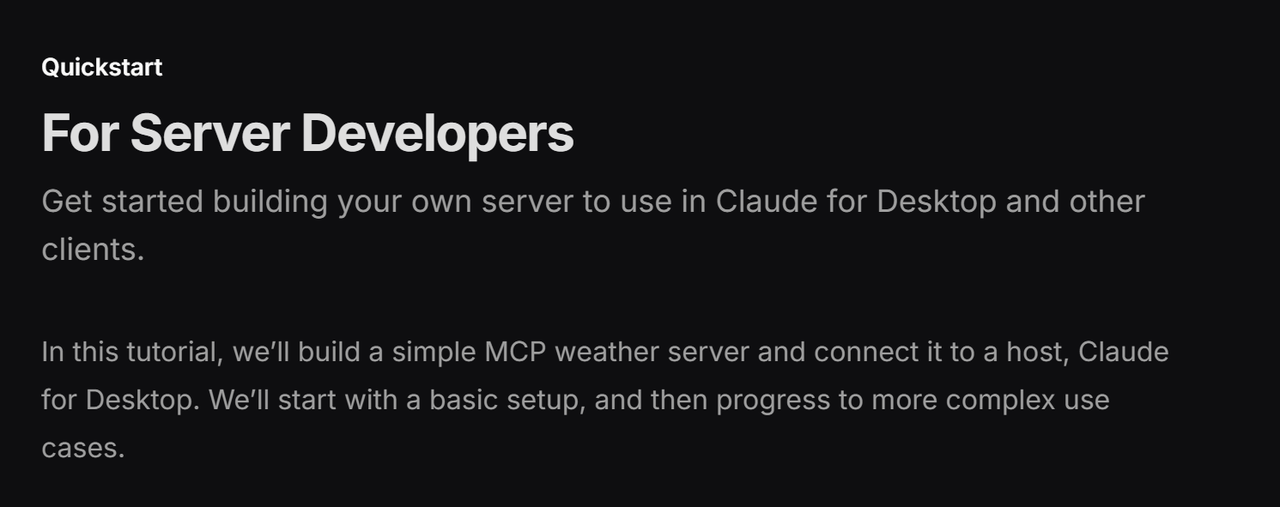 Quickstart
For Server Developers
Get started building your own server to use in Claude for Desktop and other
clients.
In this tutorial, we’ll build a simple MCP weather server and connect it to a host, Claude
for Desktop. We’ll start with a basic setup, and then progress to more complex use
cases.